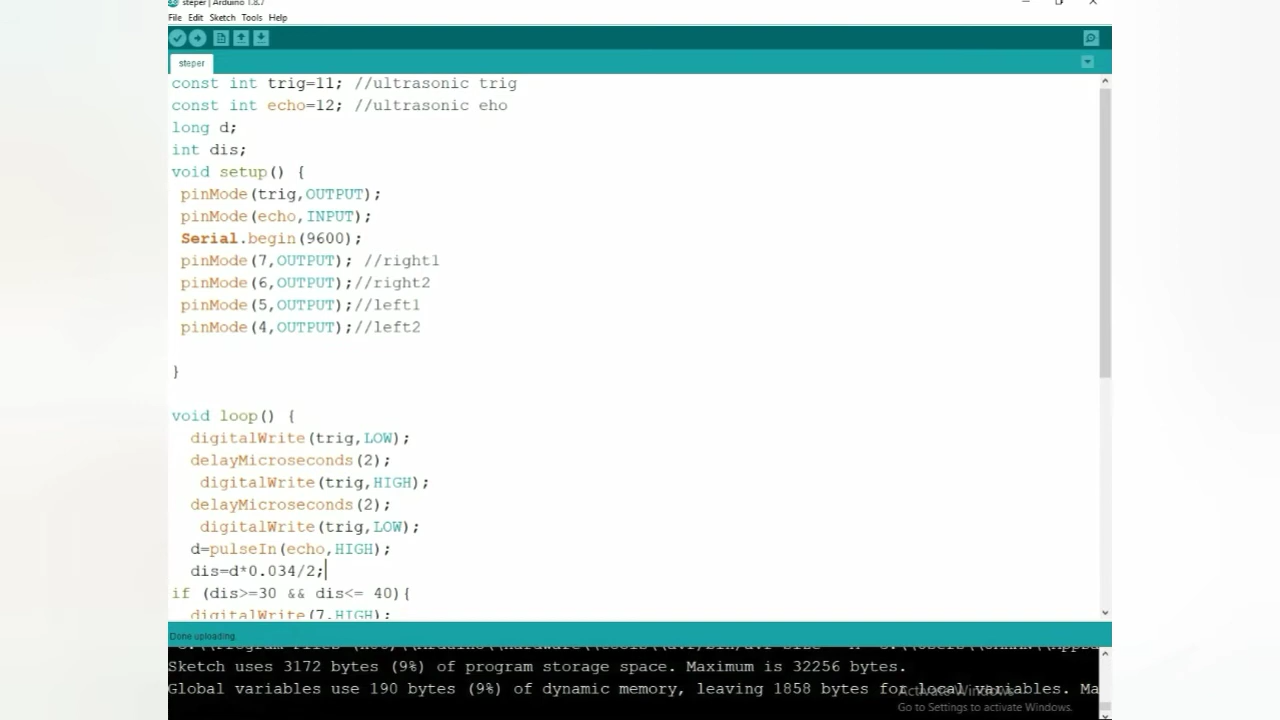 steper | Arduino 1.8.7
File Edit Sketch Tools Help
steper
const int trig=11; //ultrasonic trig
const int echo=12; //ultrasonic eho
long d;
int dis;
void setup() {
pinMode(trig,OUTPUT);
pinMode(echo,INPUT);
Serial.begin(9600);
pinMode(7,OUTPUT); //right1
pinMode(6,OUTPUT);//right2
pinMode(5,OUTPUT);//left1
pinMode(4,OUTPUT);//left2
}
void loop() {
digitalWrite(trig,LOW);
delayMicroseconds(2);
digitalWrite(trig,HIGH);
delayMicroseconds(2);
digitalWrite(trig,LOW);
d=pulseIn(echo,HIGH);
dis=d*0.034/2;
if (dis>=30 && dis<= 40){
digitalWrite(7,HIGH);
Done uploading.
Sketch uses 3172 bytes (9%) of program storage space. Maximum is 32256 bytes.
Global variables use 190 bytes (9%) of dynamic memory, leaving 1858 bytes for local variables. Ma
Activate Windows
Go to Settings to activate Windows.